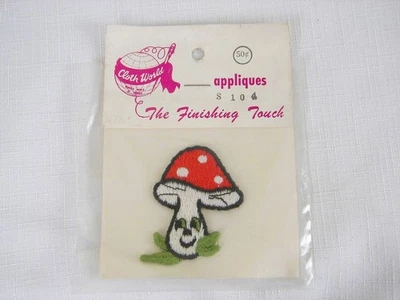 50¢
Cloth World
appliques
S 104
The Finishing Touch